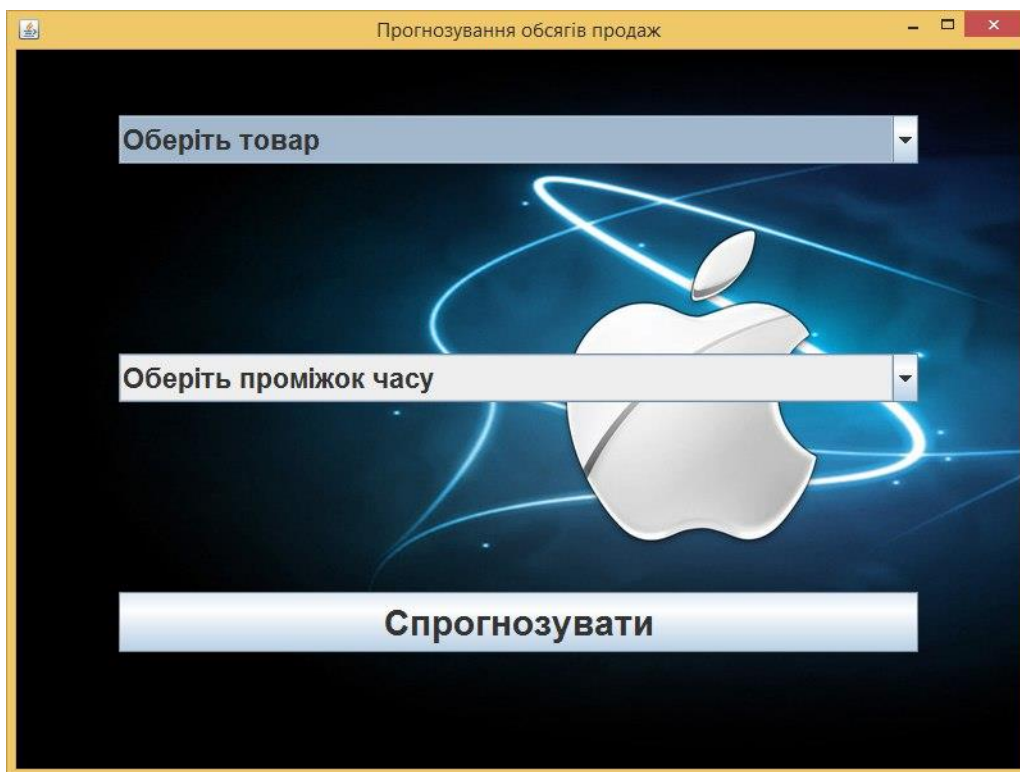 Прогнозування обсягів продаж
Оберіть товар
Оберіть проміжок часу
Спрогнозувати